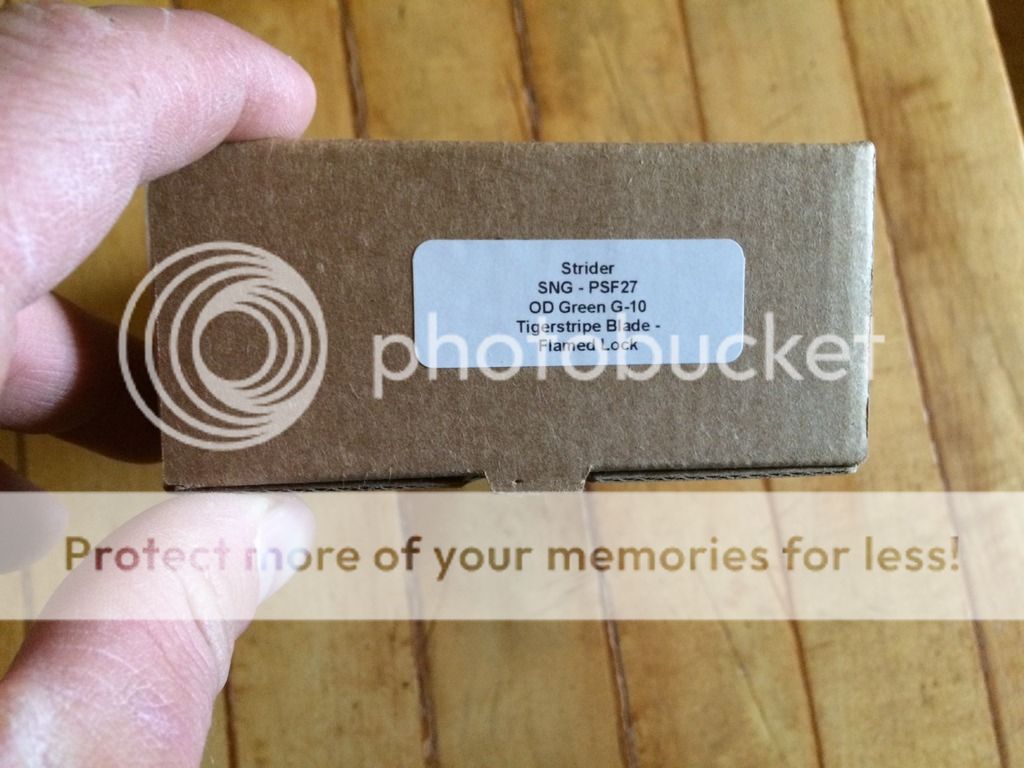 Strider
SNG - PSF27
OD Green G-10
Tigerstripe Blade -
Flamed Lock
photobucket
Protect more of your memories for less!